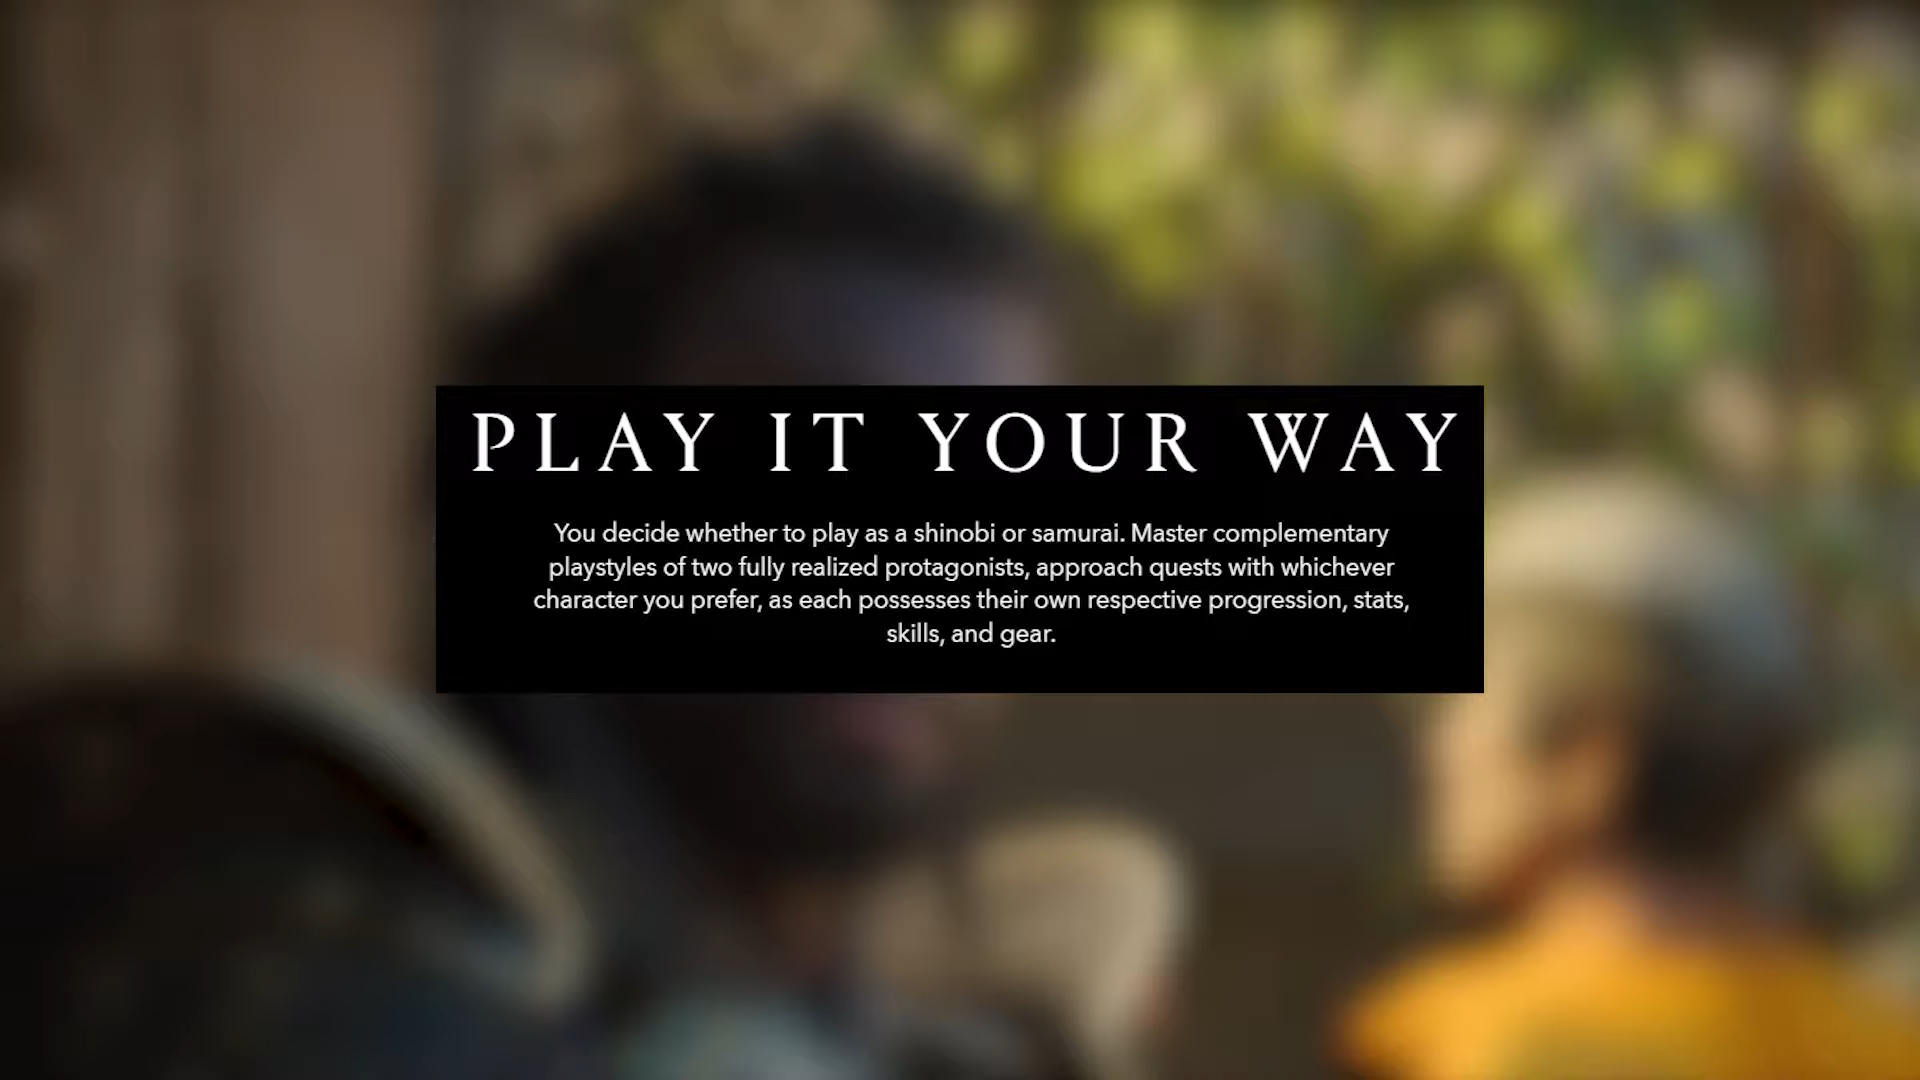 PLAY IT YOUR WAY
You decide whether to play as a shinobi or samurai. Master complementary
playstyles of two fully realized protagonists, approach quests with whichever
character you prefer, as each possesses their own respective progression, stats,
skills, and gear.